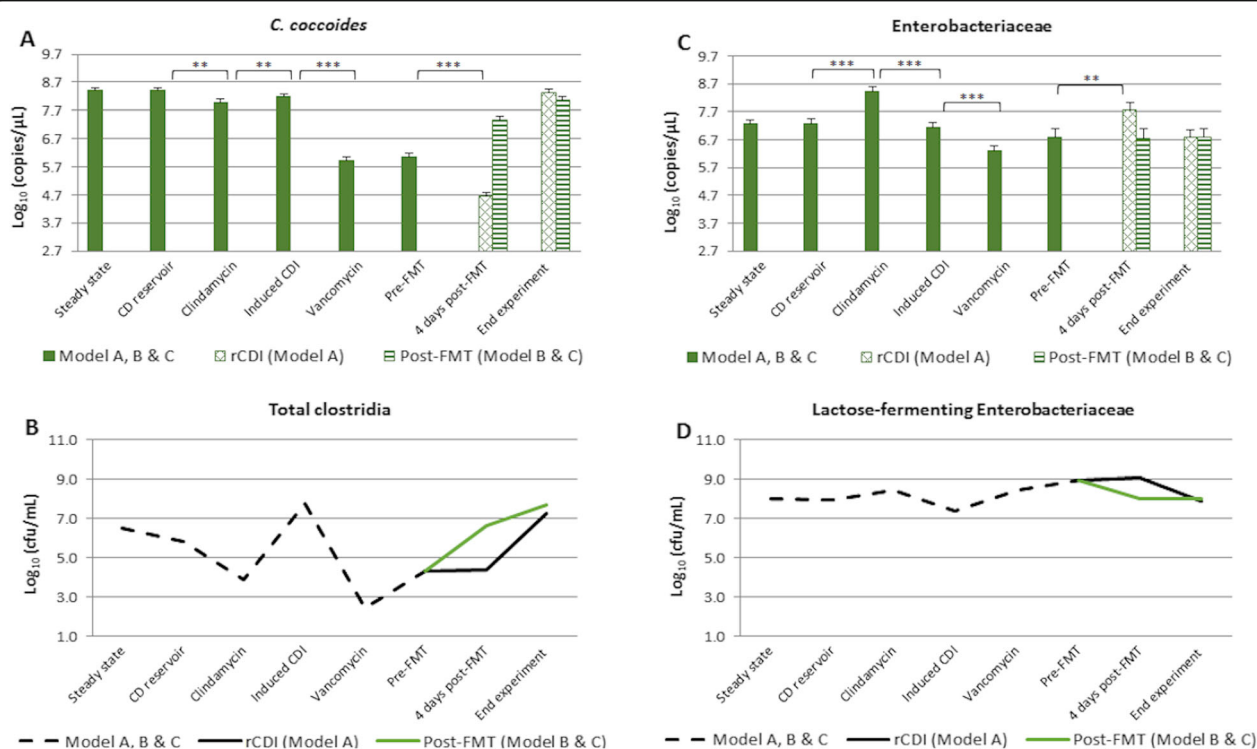 A
C. coccoides
Log10 (copies/µL)
9.7
8.7
7.7
6.7
5.7
4.7
3.7
2.7
** ** *** ***
Steady state
CD reservoir
Clindamycin
Induced CDI
Vancomycin
Pre-FMT
4 days post-FMT
End experiment
Model A, B & C rCDI (Model A) Post-FMT (Model B & C)
C
Enterobacteriaceae
Log10 (copies/µL)
9.7
8.7
7.7
6.7
5.7
4.7
3.7
2.7
*** *** *** **
Steady state
CD reservoir
Clindamycin
Induced CDI
Vancomycin
Pre-FMT
4 days post-FMT
End experiment
Model A, B & C rCDI (Model A) Post-FMT (Model B & C)
B
Total clostridia
Log10 (cfu/mL)
11.0
9.0
7.0
5.0
3.0
1.0
Steady state
CD reservoir
Clindamycin
Induced CDI
Vancomycin
Pre-FMT
4 days post-FMT
End experiment
Model A, B & C rCDI (Model A) Post-FMT (Model B & C)
D
Lactose-fermenting Enterobacteriaceae
Log10 (cfu/mL)
11.0
9.0
7.0
5.0
3.0
1.0
Steady state
CD reservoir
Clindamycin
Induced CDI
Vancomycin
Pre-FMT
4 days post-FMT
End experiment
Model A, B & C rCDI (Model A) Post-FMT (Model B & C)